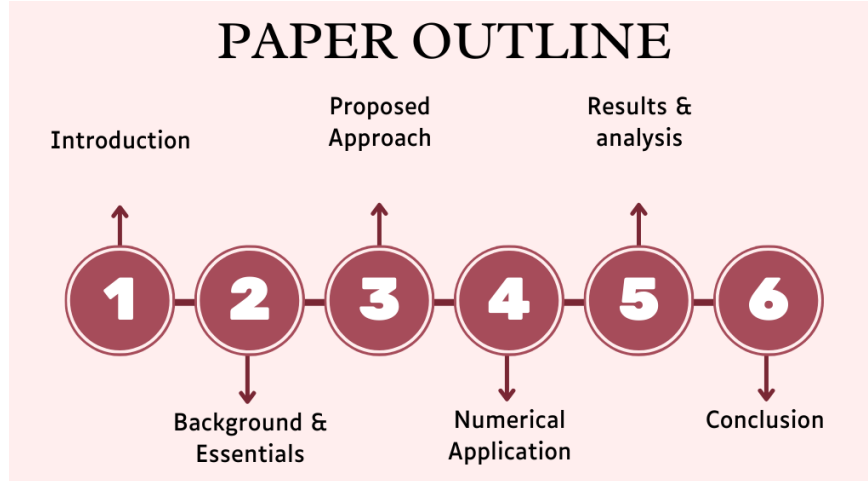 PAPER OUTLINE
Introduction
Proposed
Approach
Results &
analysis
1
2
3
4
5
6
Background &
Essentials
Numerical
Application
Conclusion